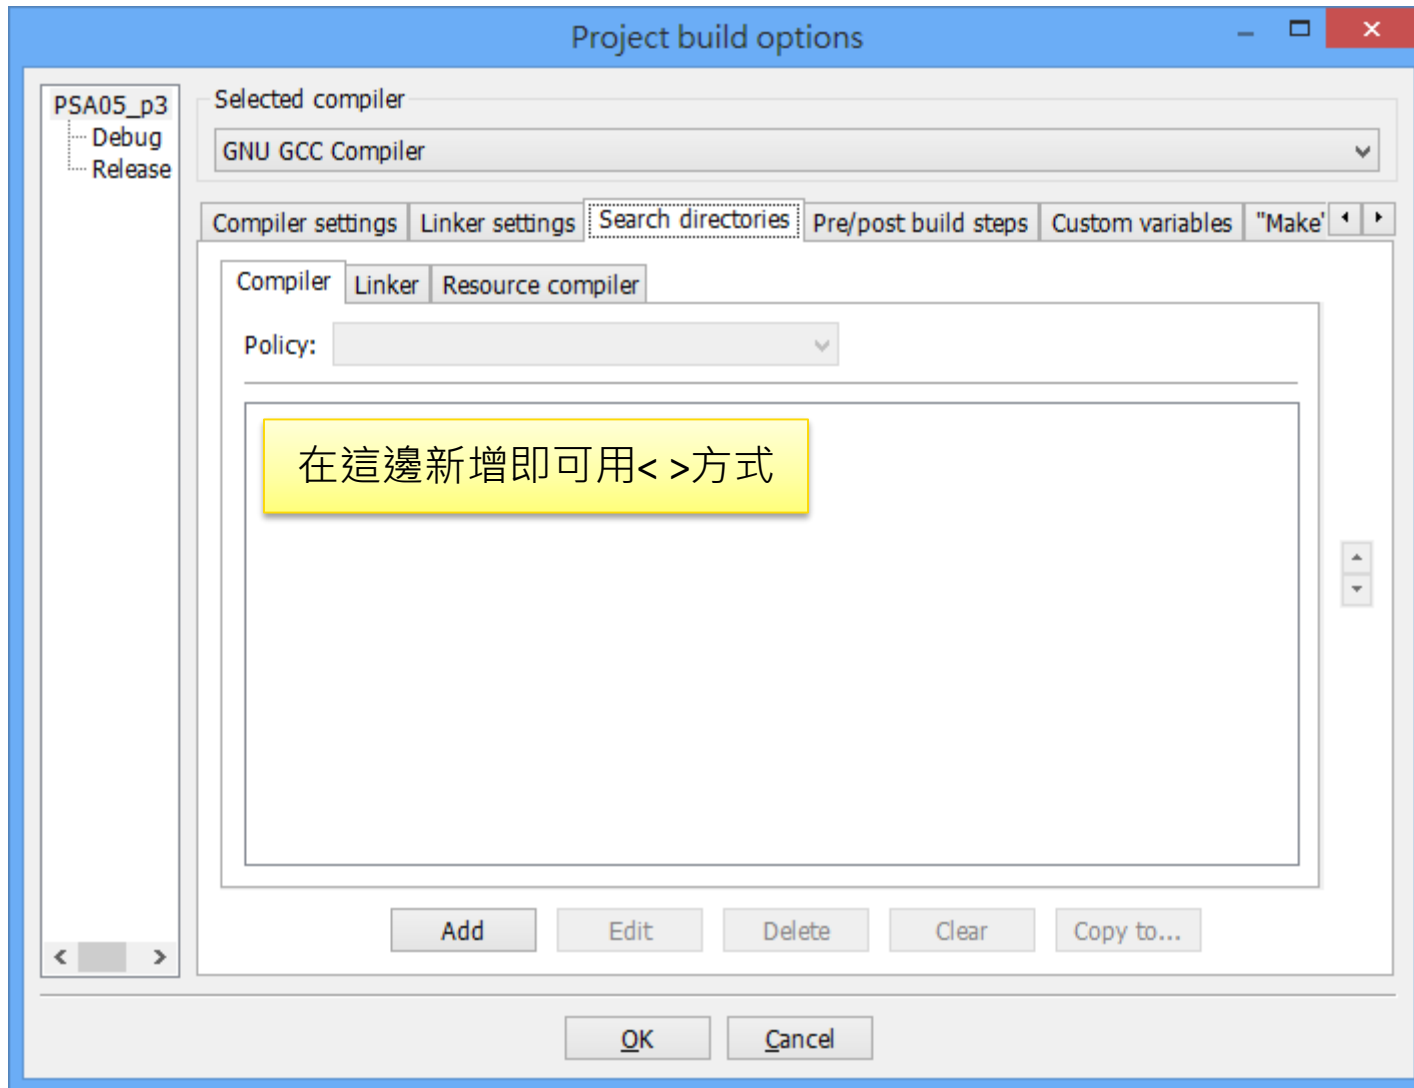 Project build options
PSA05_p3
Debug
Release
Selected compiler
GNU GCC Compiler
Compiler settings Linker settings Search directories Pre/post build steps Custom variables "Make"
Compiler Linker Resource compiler
Policy:
在這邊新增即可用< >方式
Add Edit Delete Clear Copy to...
OK Cancel